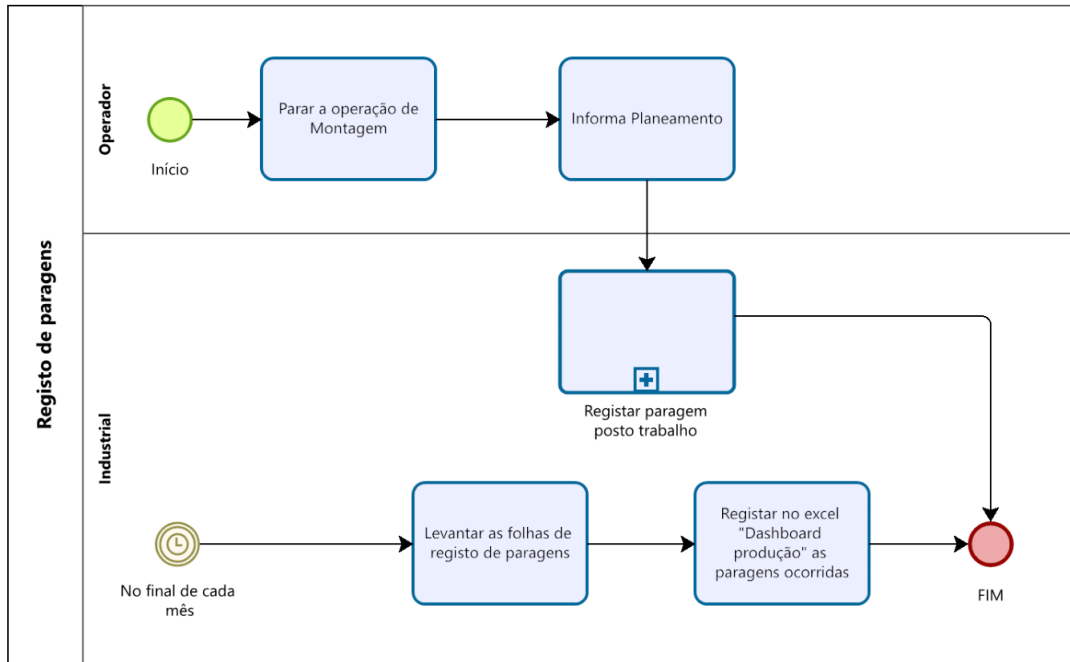 Registo de paragens
Operador
Início
Parar a operação de
Montagem
Informa Planeamento
Industrial
Registar paragem
posto trabalho
No final de cada
mês
Levantar as folhas de
registo de paragens
Registar no excel
"Dashboard
produção" as
paragens ocorridas
FIM